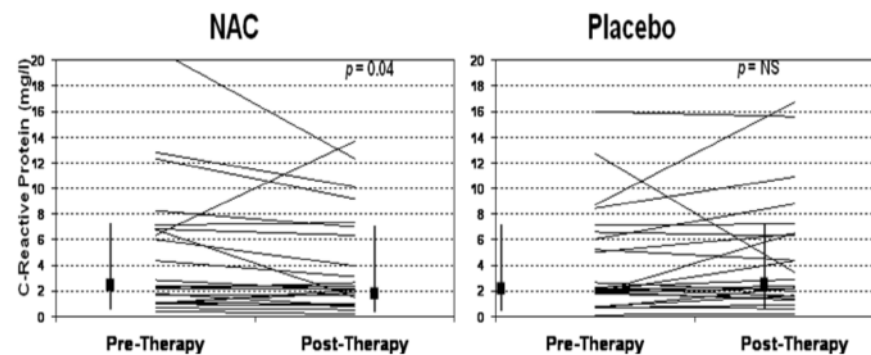 NAC
Placebo
C-Reactive Protein (mg/l)
20
18
16
14
12
10
8
6
4
2
0
p = 0.04
Pre-Therapy
Post-Therapy
20
18
16
14
12
10
8
6
4
2
0
p = NS
Pre-Therapy
Post-Therapy